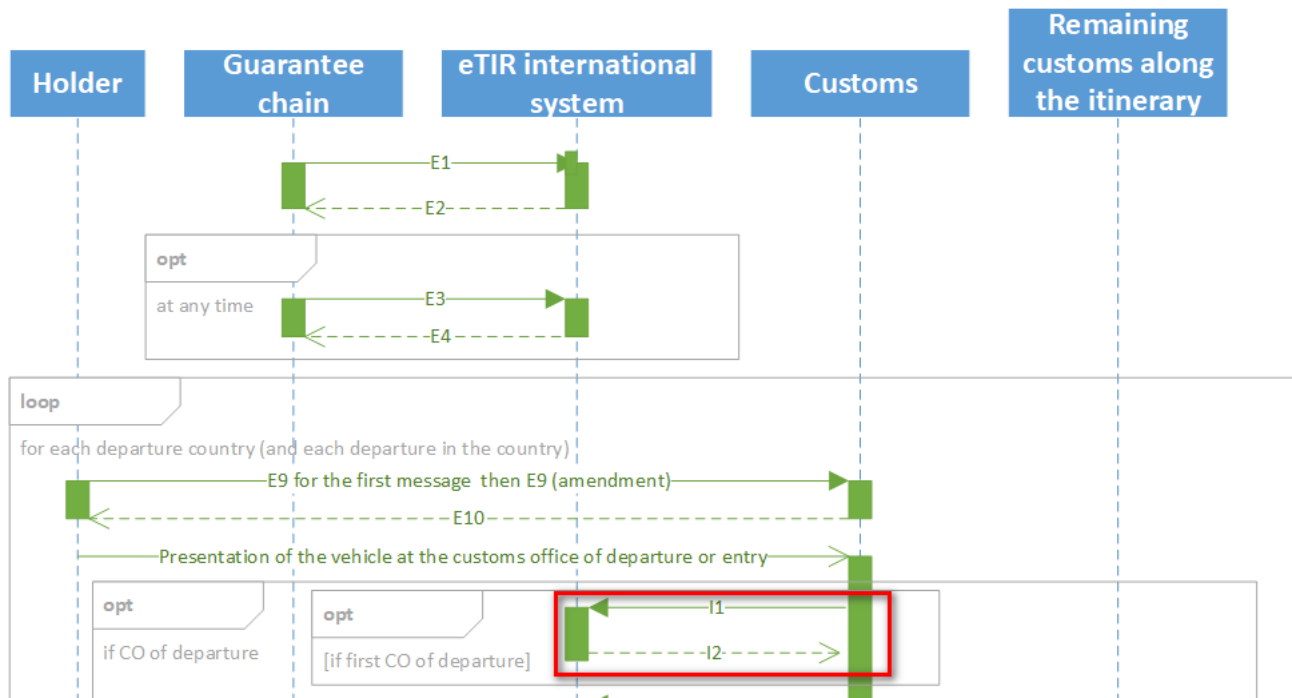 Remaining
customs along
the itinerary
Holder
Guarantee
chain
eTIR international
system
Customs
E1
E2
opt
at any time
E3
E4
loop
for each departure country (and each departure in the country)
E9 for the first message then E9 (amendment)
E10
Presentation of the vehicle at the customs office of departure or entry
opt
if CO of departure
opt
[if first CO of departure]
I1
I2